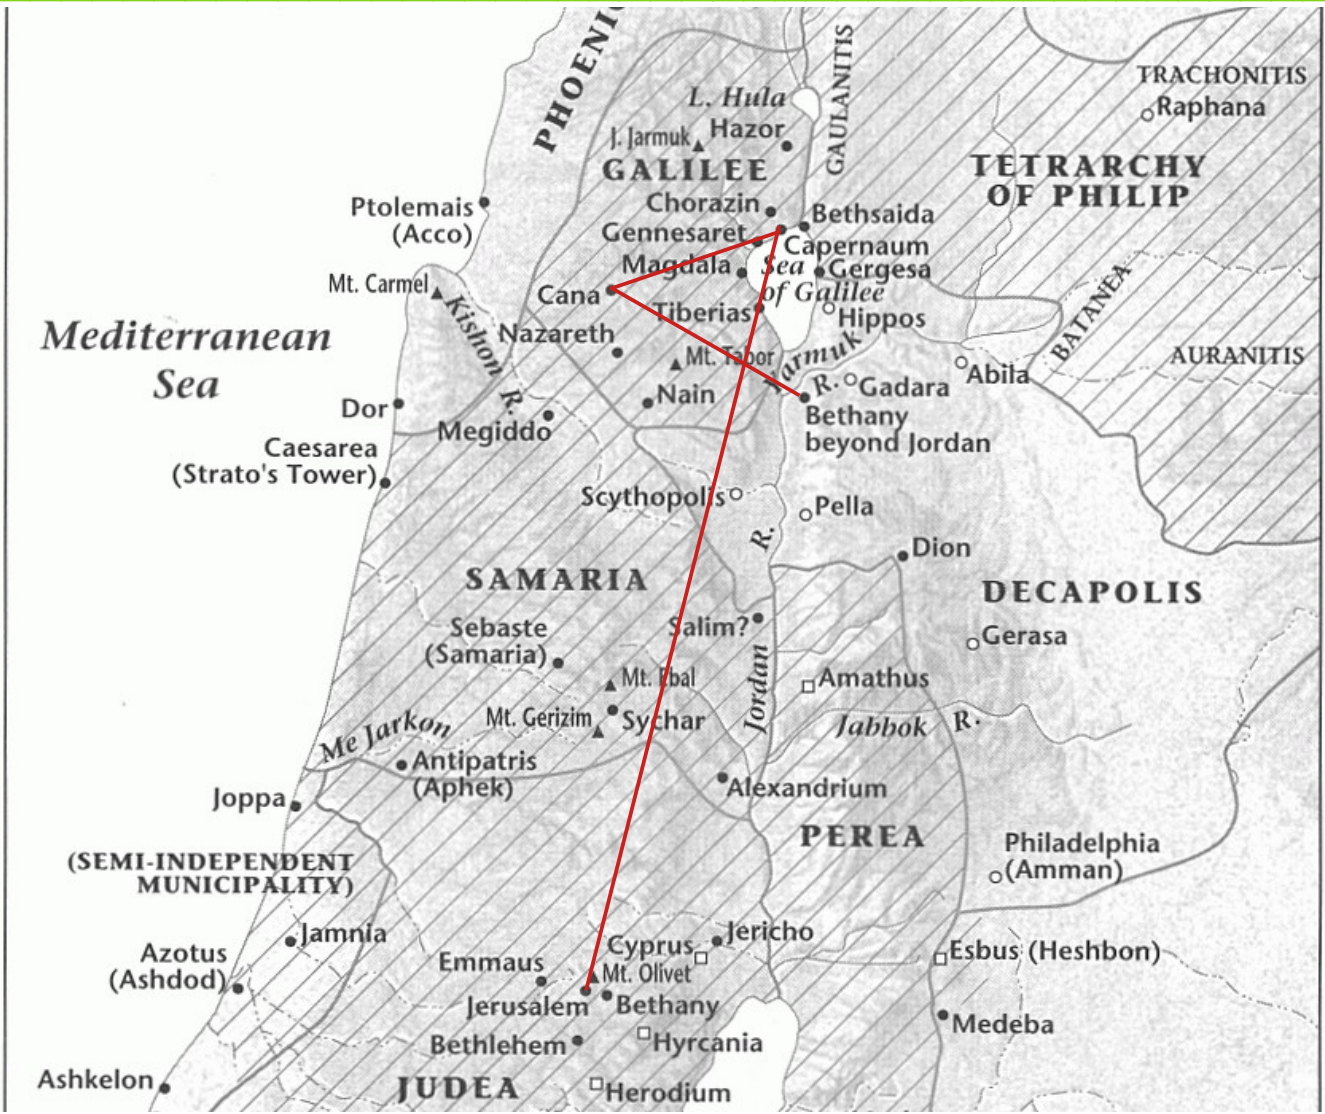 PHOENIC
GAULANITIS
TRACHONITIS
Raphana
L. Hula
J. Jarmuk
Hazor
GALILEE
TETRARCHY
OF PHILIP
Ptolemais
(Acco)
Chorazin
Bethsaida
Gennesaret
Capernaum
Magdala
Sea
of Galilee
Gergesa
Mt. Carmel
Kishon
R.
Cana
Tiberias
Hippos
BATANEA
Mediterranean
Sea
Nazareth
Mt. Tabor
Yarmuk
R.
Abila
AURANITIS
Gadara
Nain
Dor
Megiddo
Bethany
beyond Jordan
Caesarea
(Strato's Tower)
Scythopolis
Pella
R.
Dion
SAMARIA
DECAPOLIS
Sebaste
(Samaria)
Salim?
Gerasa
Jordan
Mt. Ebal
Amathus
Mt. Gerizim
Sychar
Jabbok
R.
Me Jarkon
Antipatris
(Aphek)
Alexandrium
Joppa
PEREA
Philadelphia
(Amman)
(SEMI-INDEPENDENT
MUNICIPALITY)
Jamnia
Jericho
Cyprus
Azotus
(Ashdod)
Emmaus
Mt. Olivet
Esbus (Heshbon)
Jerusalem
Bethany
Medeba
Bethlehem
Hyrcania
Ashkelon
JUDEA
Herodium